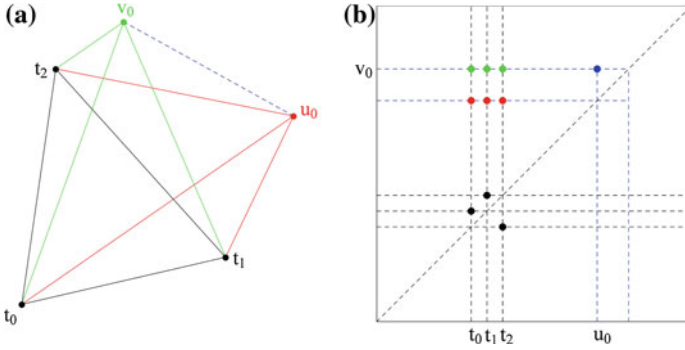 (a)
v₀
t₂
u₀
t₁
t₀
(b)
v₀
t₀ t₁ t₂ u₀